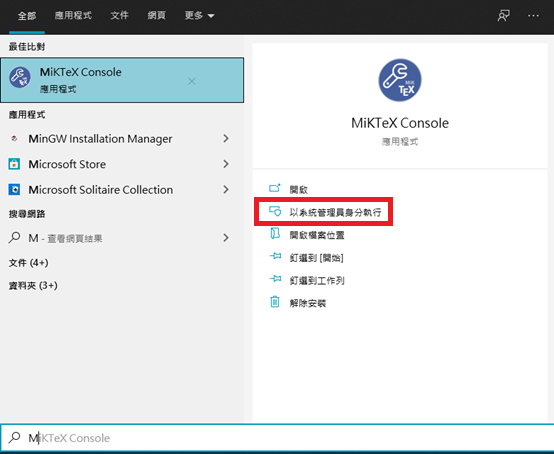 全部 應用程式 文件 網頁 更多
最佳比對
MiKTeX Console
應用程式
應用程式
MinGW Installation Manager
Microsoft Store
Microsoft Solitaire Collection
搜尋網路
M - 查看網頁結果
文件 (4+)
資料夾 (3+)
MiK
TEX
MiKTeX Console
應用程式
開啟
以系統管理員身分執行
開啟檔案位置
釘選到 [開始]
釘選到工作列
解除安裝
MiKTeX Console